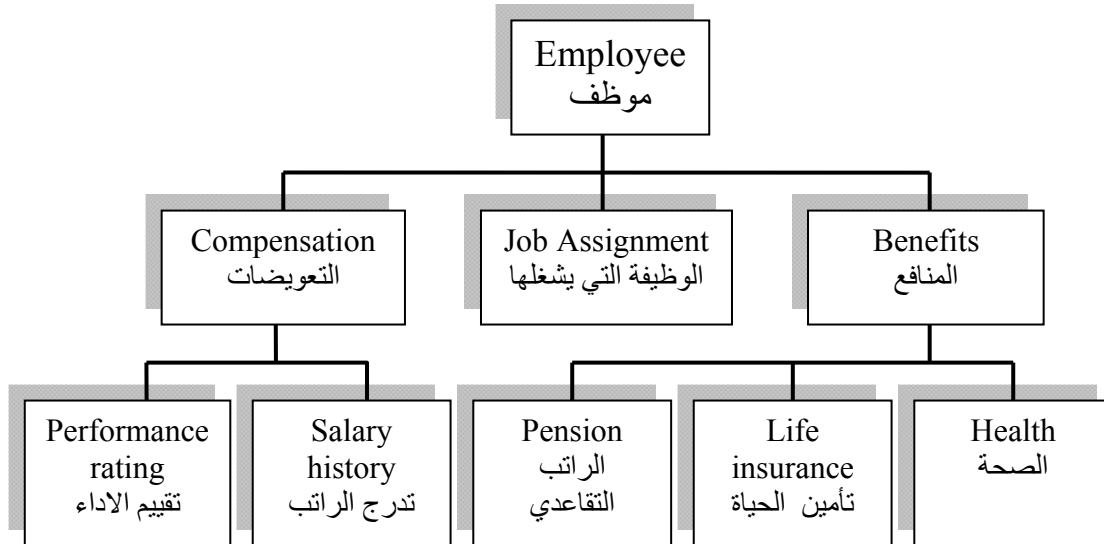 Employee
موظف
Compensation
التعويضات
Job Assignment
الوظيفة التي يشغلها
Benefits
المنافع
Performance
rating
تقييم الاداء
Salary
history
تدرج الراتب
Pension
الراتب
التقاعدي
Life
insurance
تأمين الحياة
Health
الصحة